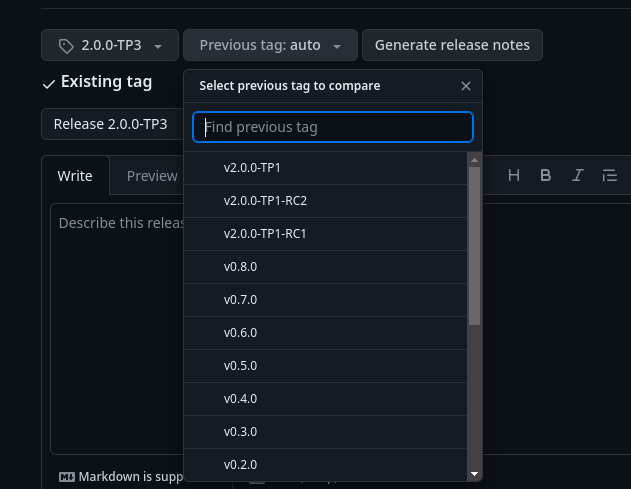 2.0.0-TP3
Previous tag: auto
Generate release notes
Existing tag
Select previous tag to compare
Release 2.0.0-TP3
Find previous tag
Write
Preview
H B I
v2.0.0-TP1
v2.0.0-TP1-RC2
v2.0.0-TP1-RC1
Describe this releas
v0.8.0
v0.7.0
v0.6.0
v0.5.0
v0.4.0
v0.3.0
v0.2.0
Markdown is supp